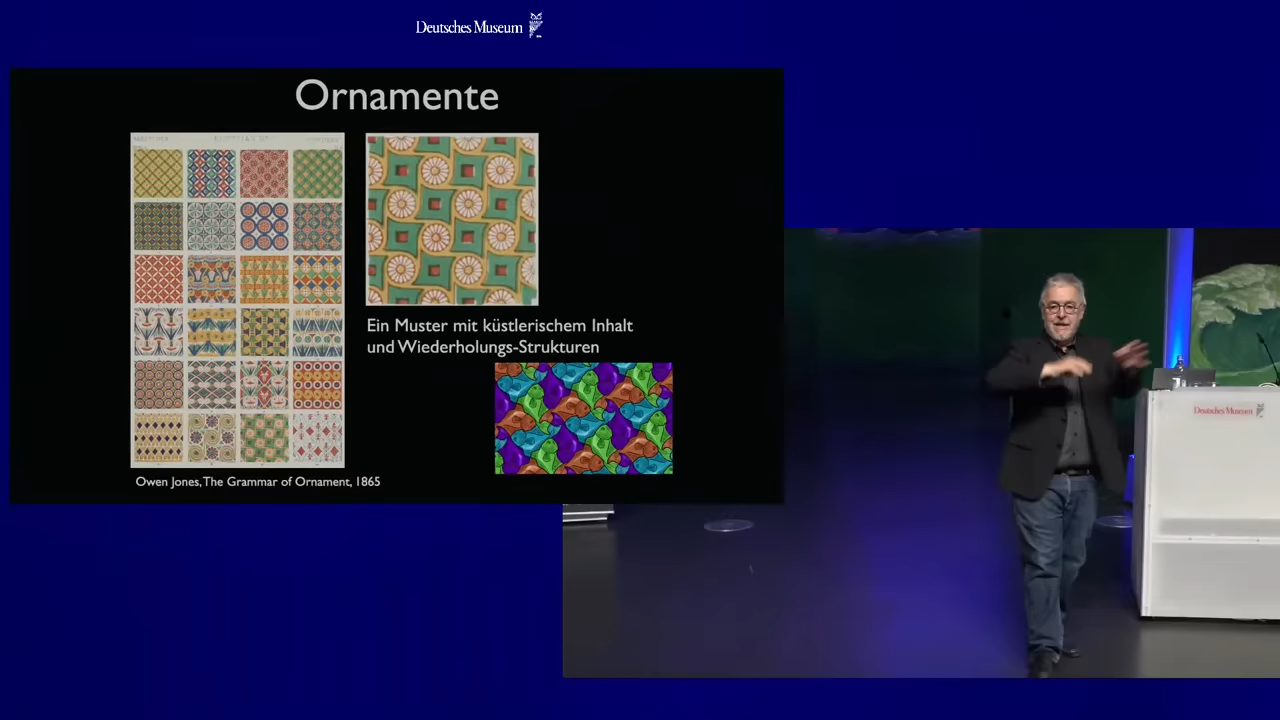 Deutsches Museum
Ornamente
Ein Muster mit küstlerischem Inhalt
und Wiederholungs-Strukturen
Owen Jones, The Grammar of Ornament, 1865
Deutsches Museum